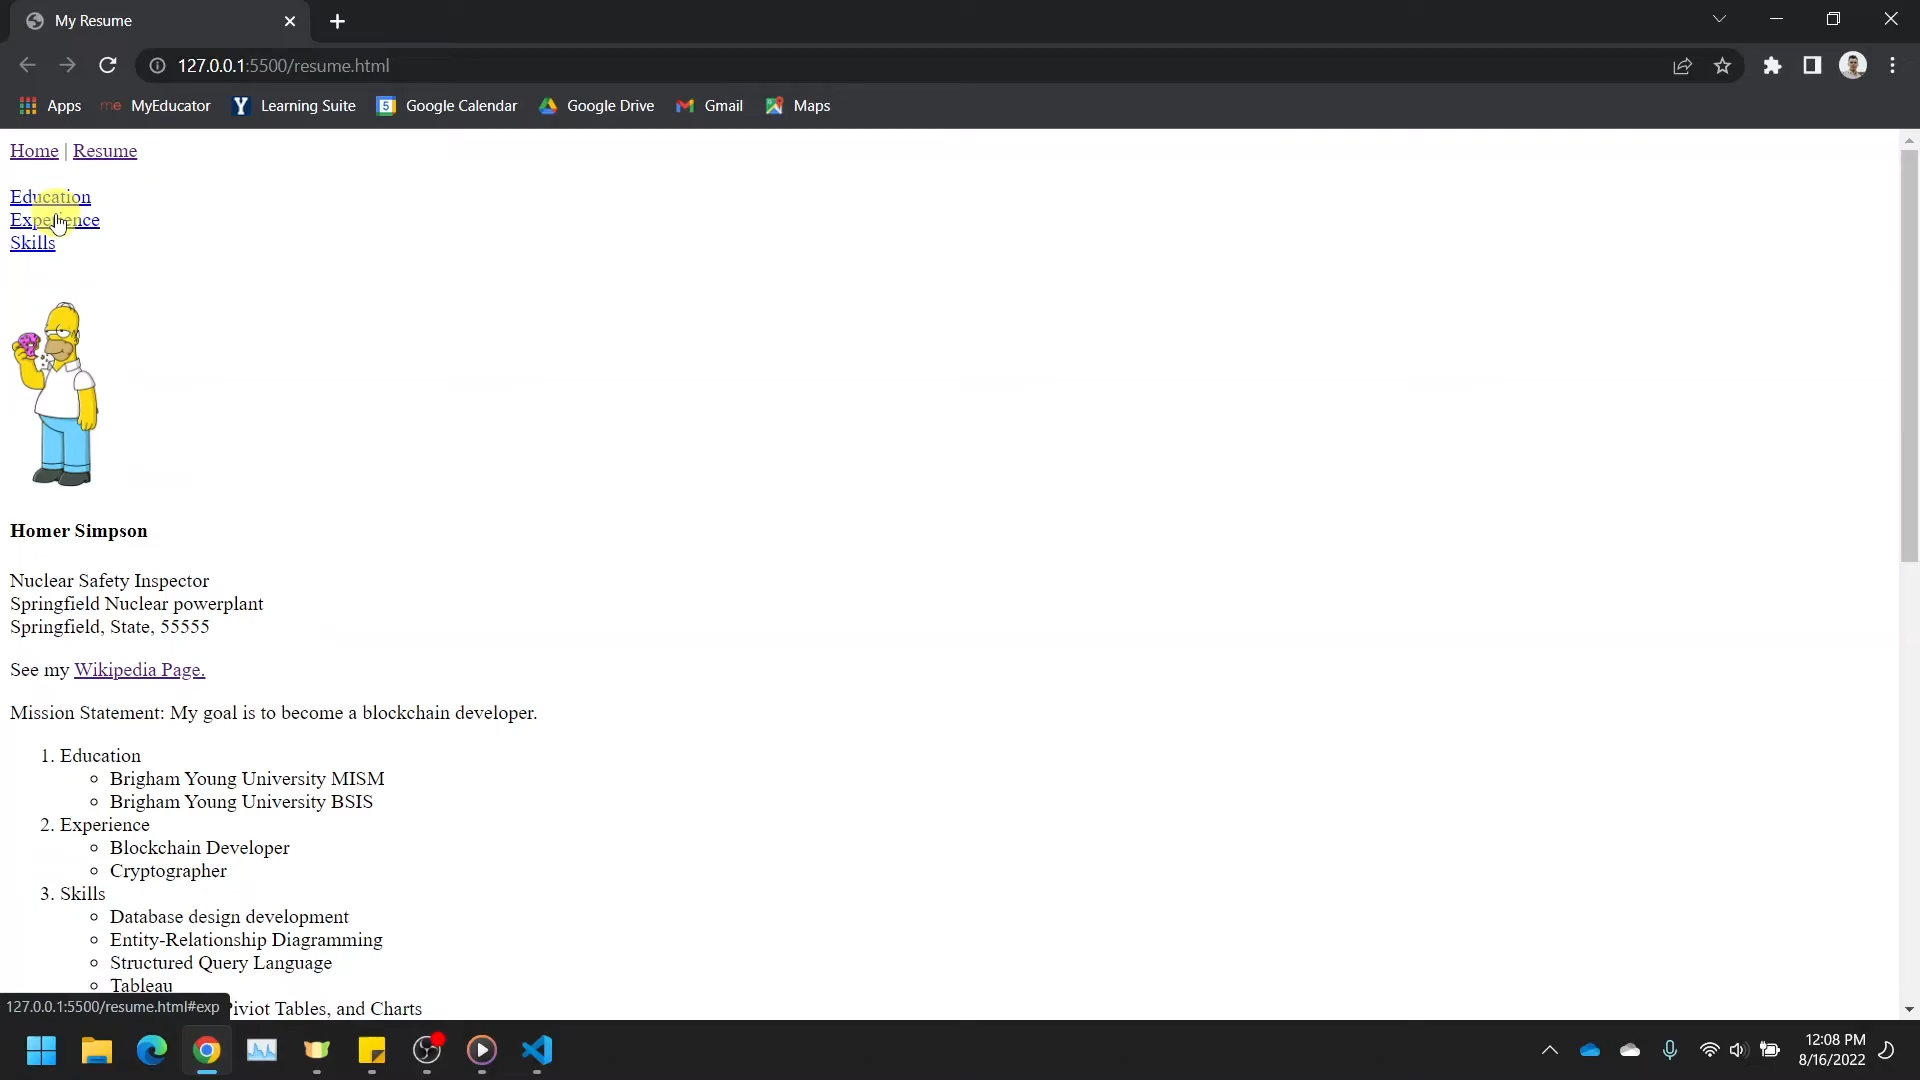 My Resume
127.0.0.1:5500/resume.html
Apps me MyEducator Y Learning Suite 5 Google Calendar Google Drive Gmail Maps
Home | Resume
Education
Experience
Skills
Homer Simpson
Nuclear Safety Inspector
Springfield Nuclear powerplant
Springfield, State, 55555
See my Wikipedia Page.
Mission Statement: My goal is to become a blockchain developer.
1. Education
Brigham Young University MISM
Brigham Young University BSIS
2. Experience
Blockchain Developer
Cryptographer
3. Skills
Database design development
Entity-Relationship Diagramming
Structured Query Language
Tableau
127.0.0.1:5500/resume.html#exp Piviot Tables, and Charts
12:08 PM
8/16/2022